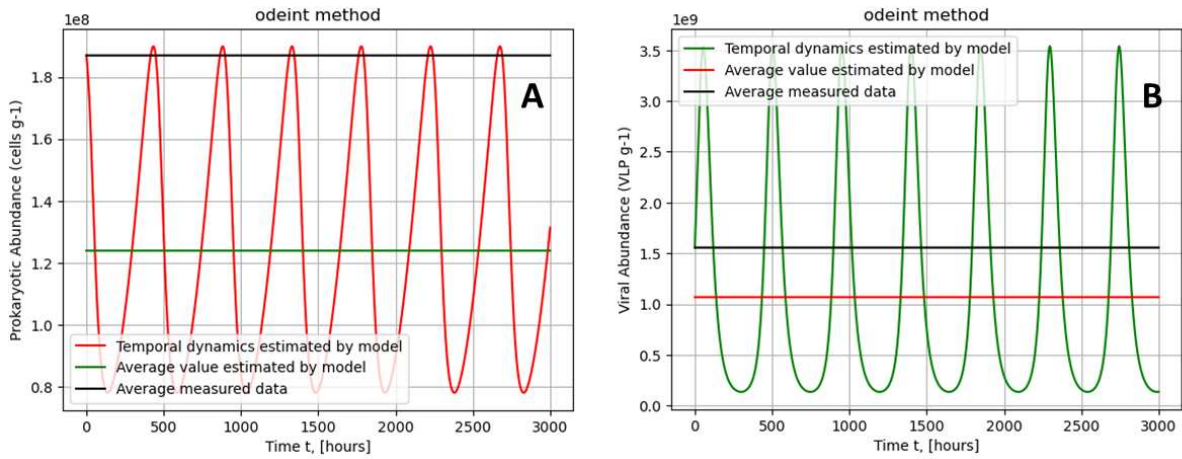 odeint method
1e8
Prokaryotic Abundance (cells g-1)
1.8
1.6
1.4
1.2
1.0
0.8
A
Temporal dynamics estimated by model
Average value estimated by model
Average measured data
0
500
1000
1500
2000
2500
3000
Time t, [hours]
odeint method
1e9
Viral Abundance (VLP g-1)
3.5
3.0
2.5
2.0
1.5
1.0
0.5
0.0
Temporal dynamics estimated by model
Average value estimated by model
Average measured data
B
0
500
1000
1500
2000
2500
3000
Time t, [hours]